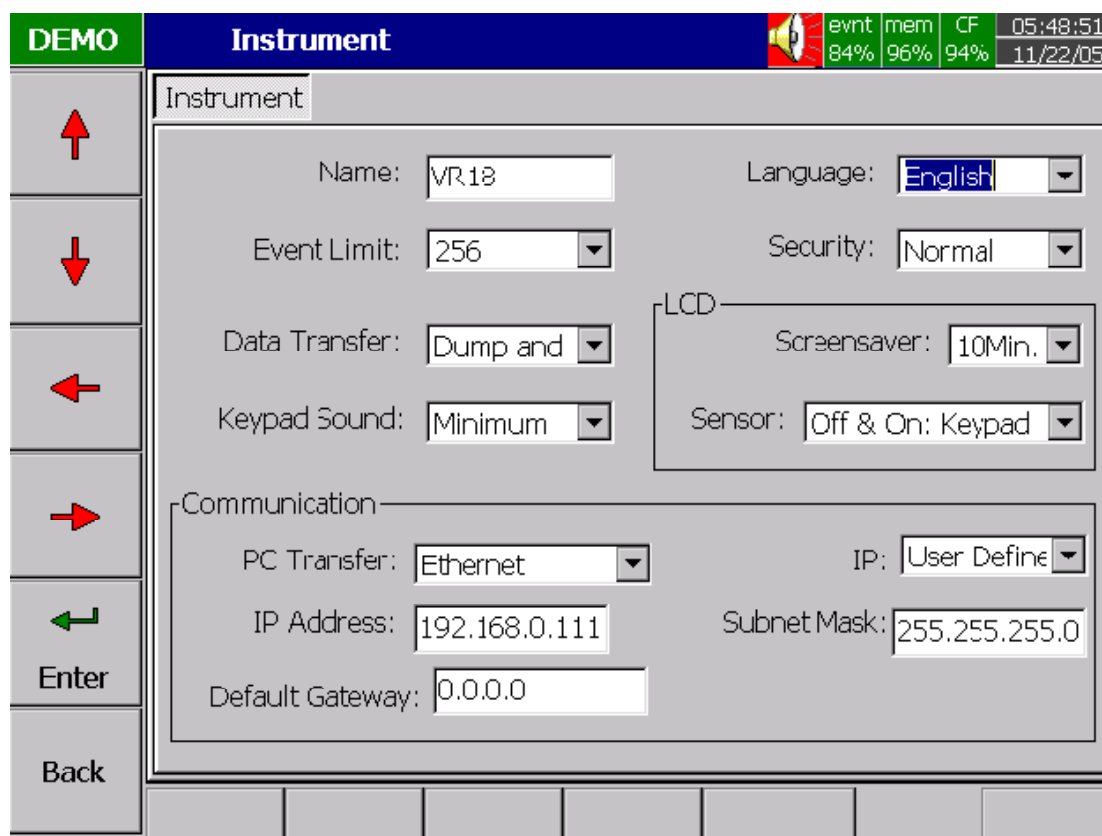 DEMO
Instrument
evnt mem CF 05:48:51
84% 96% 94% 11/22/05
Instrument
Name: VR18 Language: English
Event Limit: 256 Security: Normal
LCD
Data Transfer: Dump and Screensaver: 10Min.
Keypad Sound: Minimum Sensor: Off & On: Keypad
Communication
PC Transfer: Ethernet IP: User Define
IP Address: 192.168.0.111 Subnet Mask: 255.255.255.0
Default Gateway: 0.0.0.0
Enter
Back